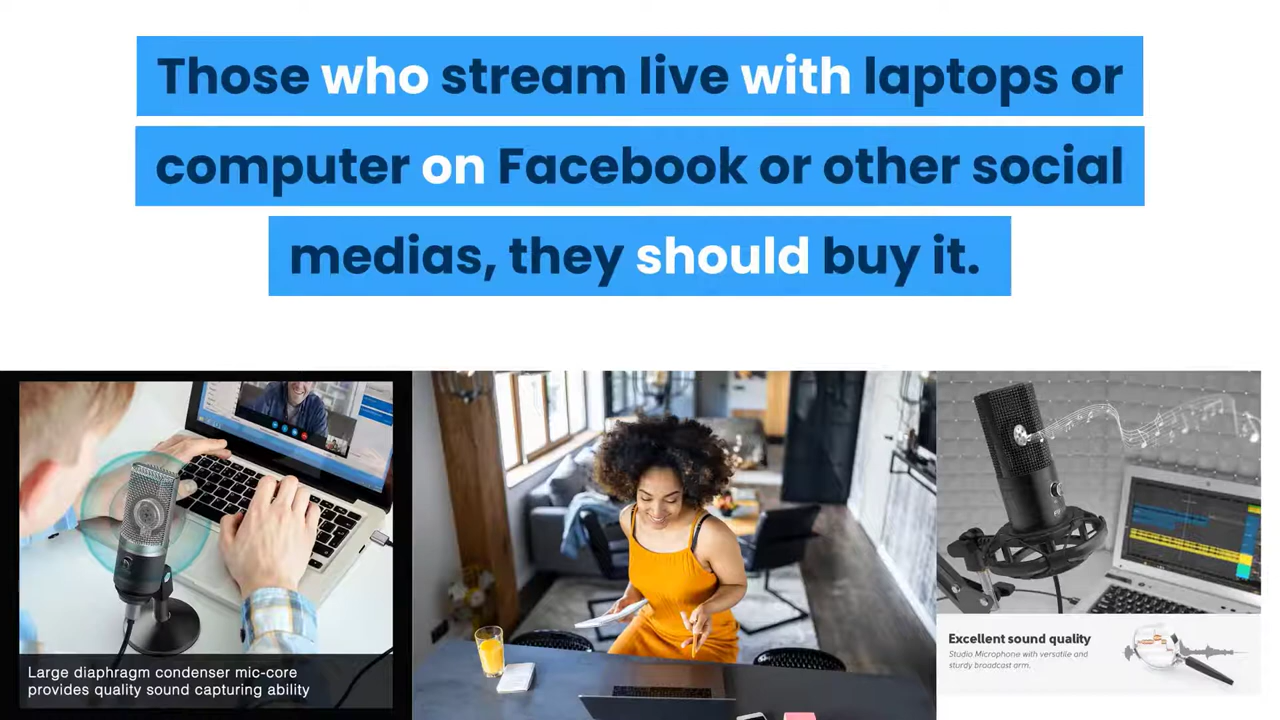 Those who stream live with laptops or
computer on Facebook or other social
medias, they should buy it.
Large diaphragm condenser mic-core
provides quality sound capturing ability
Excellent sound quality
Studio Microphone with versatile and
sturdy broadcast arm.